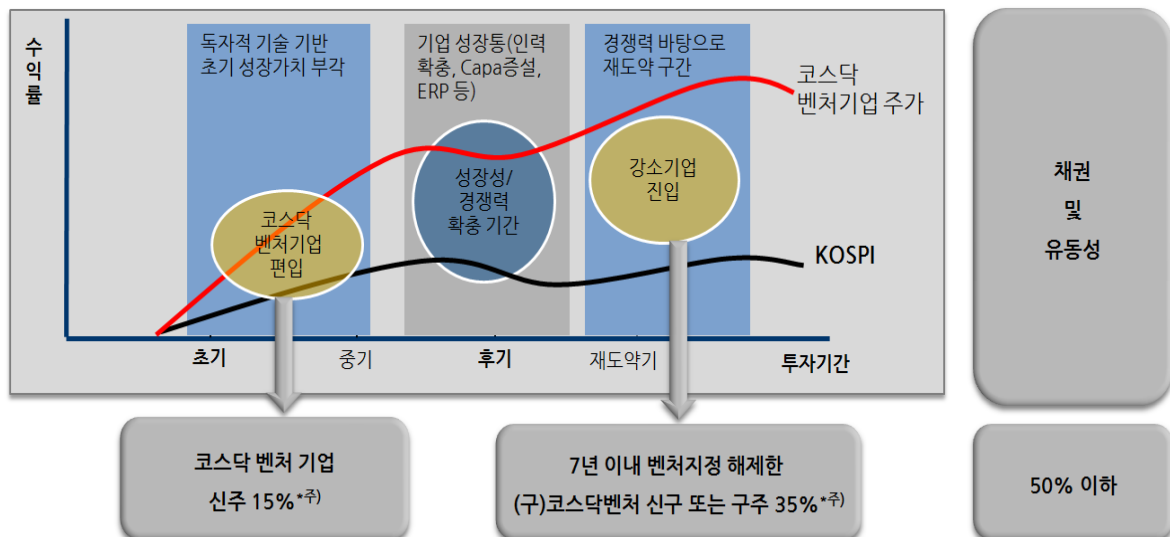 수
익
률
독자적 기술 기반
초기 성장가치 부각
기업 성장통(인력
확충, Capa증설,
ERP 등)
경쟁력 바탕으로
재도약 구간
코스닥
벤처기업 주가
코스닥
벤처기업
편입
성장성/
경쟁력
확충 기간
강소기업
진입
KOSPI
초기
중기
후기
재도약기
투자기간
채권
및
유동성
코스닥 벤처 기업
신주 15%*주)
7년 이내 벤처지정 해제한
(구)코스닥벤처 신구 또는 구주 35%*주)
50% 이하